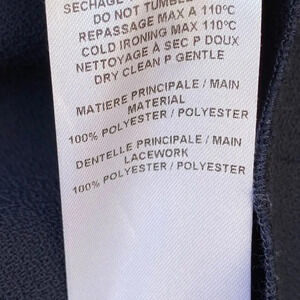 SECHAGE
DO NOT TUMBLE
REPASSAGE MAX A 110°C
COLD IRONING MAX 110°C
NETTOYAGE À SEC P DOUX
DRY CLEAN P GENTLE
MATIERE PRINCIPALE / MAIN
MATERIAL
100% POLYESTER / POLYESTER
DENTELLE PRINCIPALE / MAIN
LACEWORK
100% POLYESTER / POLYESTER